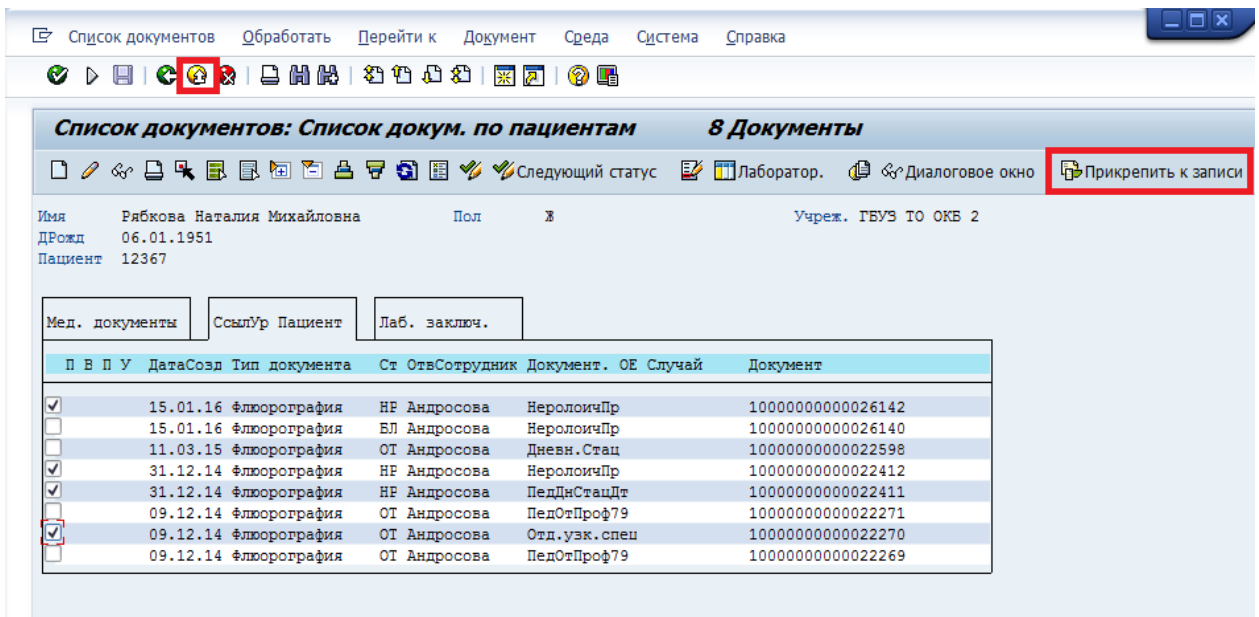 Список документов Обработать Перейти к Документ Среда Система Справка
Список документов: Список докум. по пациентам 8 Документы
Следующий статус Лаборатор. Диалоговое окно Прикрепить к записи
Имя Рябкова Наталия Михайловна Пол Ж Учреж. ГБУЗ ТО ОКБ 2
ДРожд 06.01.1951
Пациент 12367
Мед. документы СсылУр Пациент Лаб. заключ.
П В П У ДатаСозд Тип документа Ст ОтвСотрудник Документ. ОЕ Случай Документ
15.01.16 Флюорография НР Андросова НеролоичПр 10000000000026142
15.01.16 Флюорография ВЛ Андросова НеролоичПр 10000000000026140
11.03.15 Флюорография ОТ Андросова Дневн.Стац 10000000000022598
31.12.14 Флюорография НР Андросова НеролоичПр 10000000000022412
31.12.14 Флюорография НР Андросова ПедДнСтацДт 10000000000022411
09.12.14 Флюорография ОТ Андросова ПедОтПроф79 10000000000022271
09.12.14 Флюорография ОТ Андросова Отд.узк.спец 10000000000022270
09.12.14 Флюорография ОТ Андросова ПедОтПроф79 10000000000022269